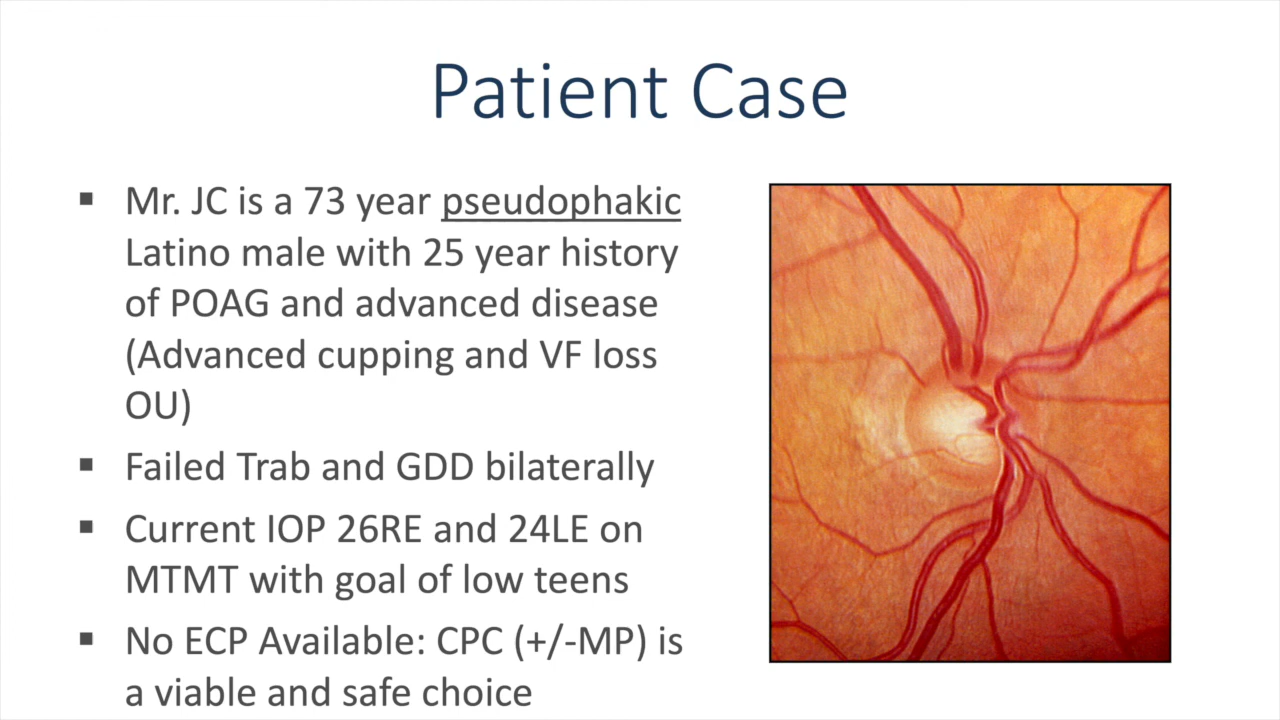 Patient Case
▪ Mr. JC is a 73 year pseudophakic
Latino male with 25 year history
of POAG and advanced disease
(Advanced cupping and VF loss
OU)
▪ Failed Trab and GDD bilaterally
▪ Current IOP 26RE and 24LE on
MTMT with goal of low teens
▪ No ECP Available: CPC (+/-MP) is
a viable and safe choice